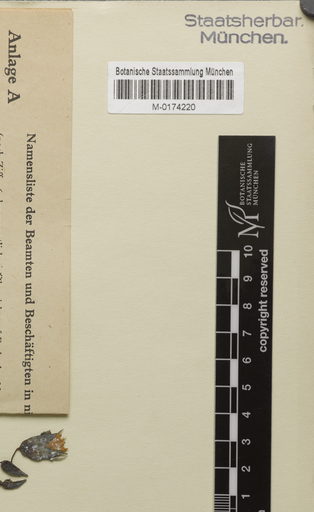 Staatsherbar.
München.
Botanische Staatssammlung München
M-0174220
Anlage A
Namensliste der Beamten und Beschäftigten in
BOTANISCHE
STAATSSAMMLUNG
MÜNCHEN
copyright reserved
10
9
8
7
6
5
4
3
2
1